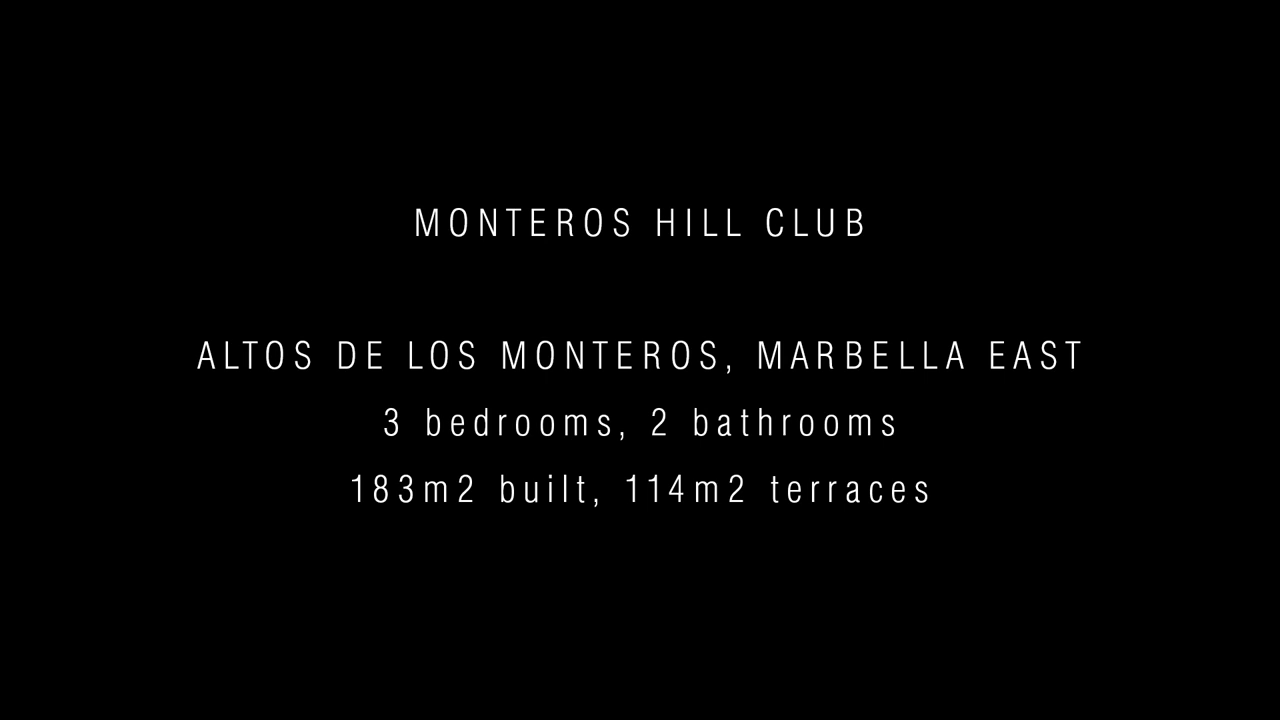 MONTEROS HILL CLUB
ALTOS DE LOS MONTEROS, MARBELLA EAST
3 bedrooms, 2 bathrooms
183m2 built, 114m2 terraces